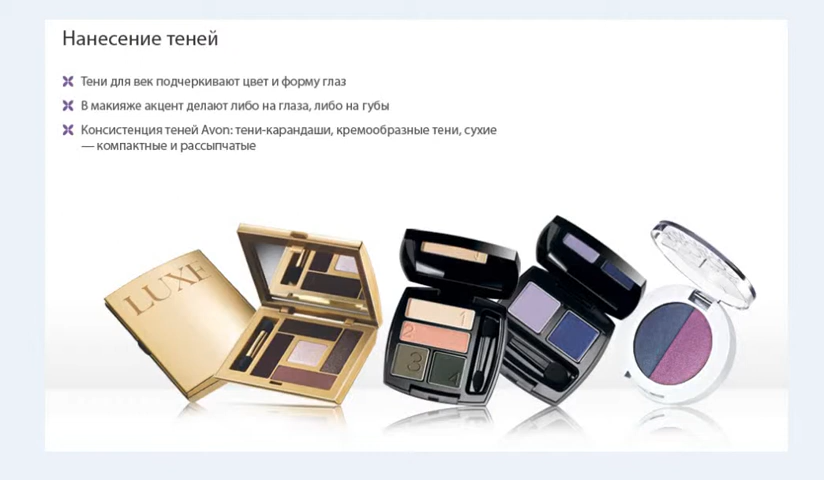 Нанесение теней
Тени для век подчеркивают цвет и форму глаз
В макияже акцент делают либо на глаза, либо на губы
Консистенция теней Avon: тени-карандаши, кремообразные тени, сухие
— компактные и рассыпчатые
LUXE
1
2
3
4